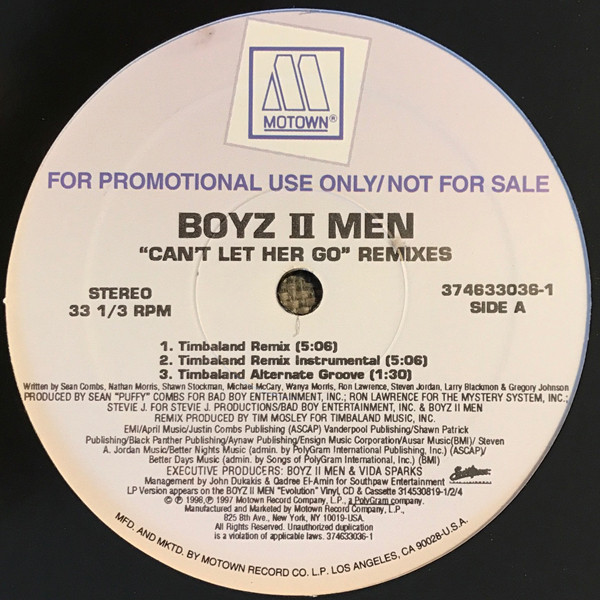 MOTOWN®
FOR PROMOTIONAL USE ONLY/NOT FOR SALE
BOYZ II MEN
"CAN'T LET HER GO" REMIXES
STEREO
33 1/3 RPM
374633036-1
SIDE A
1. Timbaland Remix (5:06)
2. Timbaland Remix Instrumental (5:06)
3. Timbaland Alternate Groove (1:30)
Written by Sean Combs, Nathan Morris, Shawn Stockman, Michael McCary, Wanya Morris, Ron Lawrence, Steven Jordan, Larry Blackmon & Gregory Johnson
PRODUCED BY SEAN "PUFFY" COMBS FOR BAD BOY ENTERTAINMENT, INC.; RON LAWRENCE FOR THE MYSTERY SYSTEM, INC.;
STEVIE J. FOR STEVIE J. PRODUCTIONS/BAD BOY ENTERTAINMENT, INC. & BOYZ II MEN
REMIX PRODUCED BY TIM MOSLEY FOR TIMBALAND MUSIC, INC.
EMI/April Music/Justin Combs Publishing (ASCAP) Vanderpool Publishing/Shawn Patrick
Publishing/Black Panther Publishing/Aynaw Publishing/Ensign Music Corporation/Ausar Music(BMI)/ Steven
A. Jordan Music/Better Nights Music (admin. by PolyGram International Publishing, Inc.) (ASCAP)/
Better Days Music (admin. by Songs of PolyGram International, Inc.) (BMI)
EXECUTIVE PRODUCERS: BOYZ II MEN & VIDA SPARKS
Management by John Dukakis & Qadree El-Amin for Southpaw Entertainment
LP Version appears on the BOYZ II MEN "Evolution" Vinyl, CD & Cassette 314530819-1/2/4
© ℗ 1998, ℗ 1997 Motown Record Company, L.P., a PolyGram company.
Manufactured and Marketed by Motown Record Company, L.P.,
825 8th Ave., New York, NY 10019-USA.
All Rights Reserved. Unauthorized duplication
is a violation of applicable laws. 374633036-1
MFD. AND MKTD. BY MOTOWN RECORD CO. L.P. LOS ANGELES, CA 90028-U.S.A.